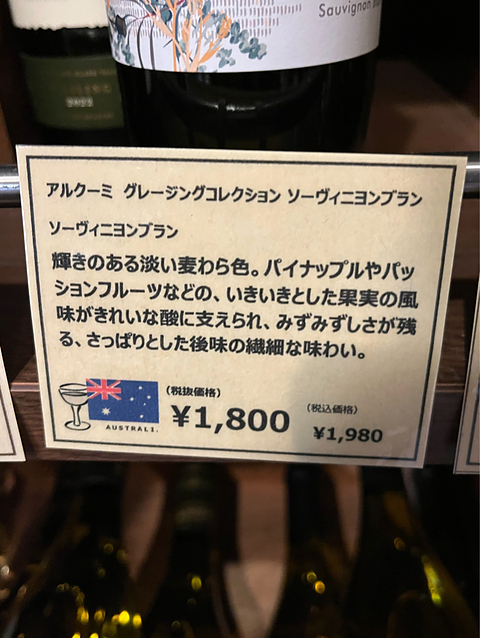 Sauvignon
2022
アルクーミ グレージングコレクション ソーヴィニヨンブラン
ソーヴィニヨンブラン
輝きのある淡い麦わら色。パイナップルやパッ
ションフルーツなどの、いきいきとした果実の風
味がきれいな酸に支えられ、みずみずしさが残
る、さっぱりとした後味の繊細な味わい。
(税抜価格)
¥1,800
(税込価格)
¥1,980
AUSTRALI.